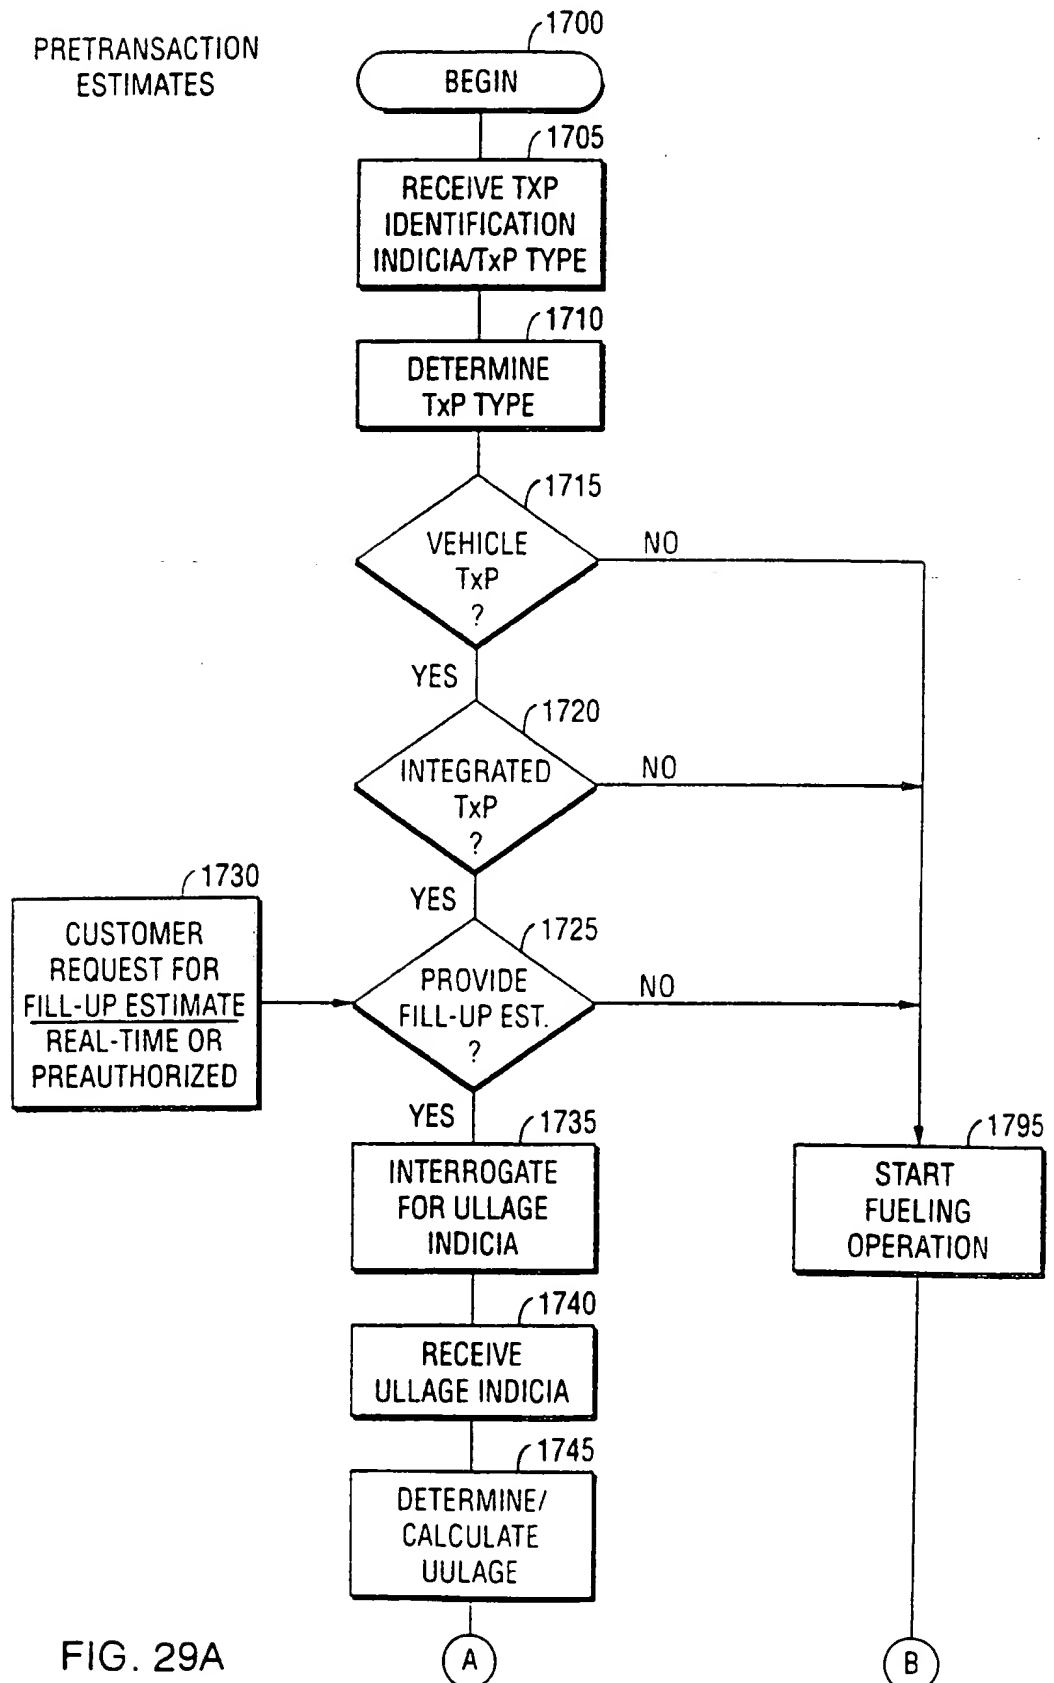 PRETRANSACTION
ESTIMATES
1700
BEGIN
1705
RECEIVE TXP
IDENTIFICATION
INDICIA/TxP TYPE
1710
DETERMINE
TxP TYPE
1715
VEHICLE
TxP
?
NO
YES
1720
INTEGRATED
TxP
?
NO
YES
1730
CUSTOMER
REQUEST FOR
FILL-UP ESTIMATE
REAL-TIME OR
PREAUTHORIZED
1725
PROVIDE
FILL-UP EST.
?
NO
YES
1735
INTERROGATE
FOR ULLAGE
INDICIA
1795
START
FUELING
OPERATION
1740
RECEIVE
ULLAGE INDICIA
1745
DETERMINE/
CALCULATE
UULAGE
FIG. 29A
A
B